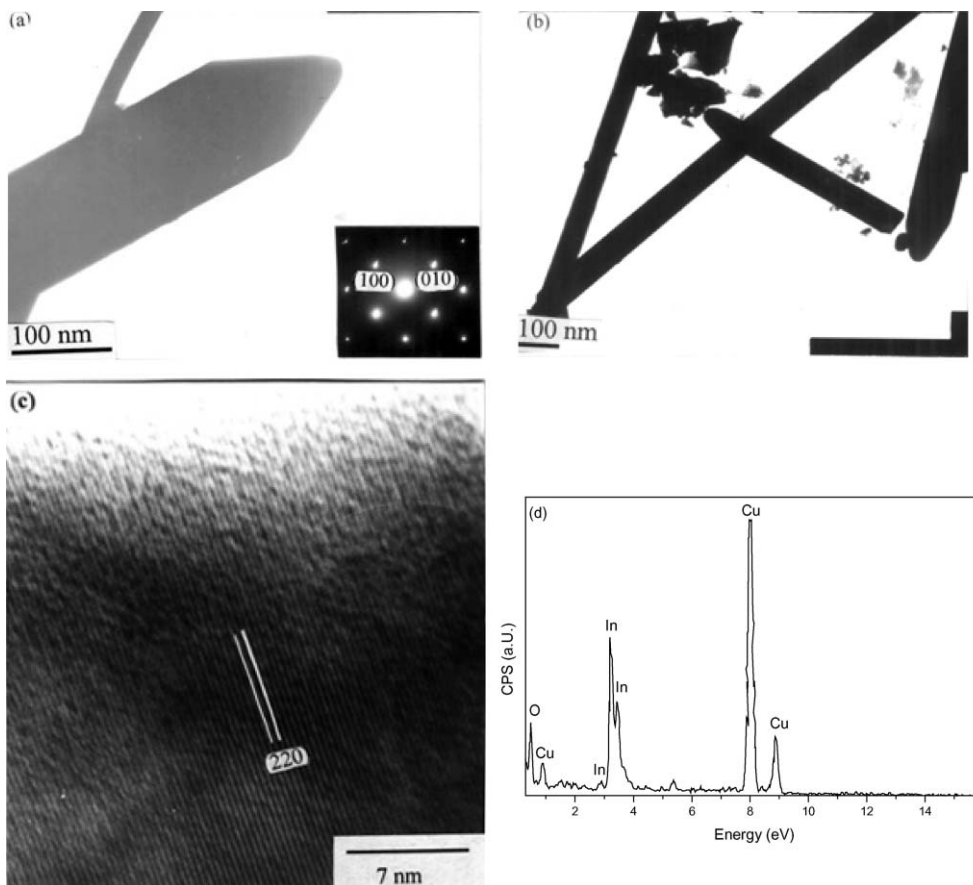 (a)
100
010
100 nm
(b)
100 nm
(c)
220
7 nm
(d)
Cu
In
In
O
Cu
Cu
In
CPS (a.U.)
2 4 6 8 10 12 14
Energy (eV)